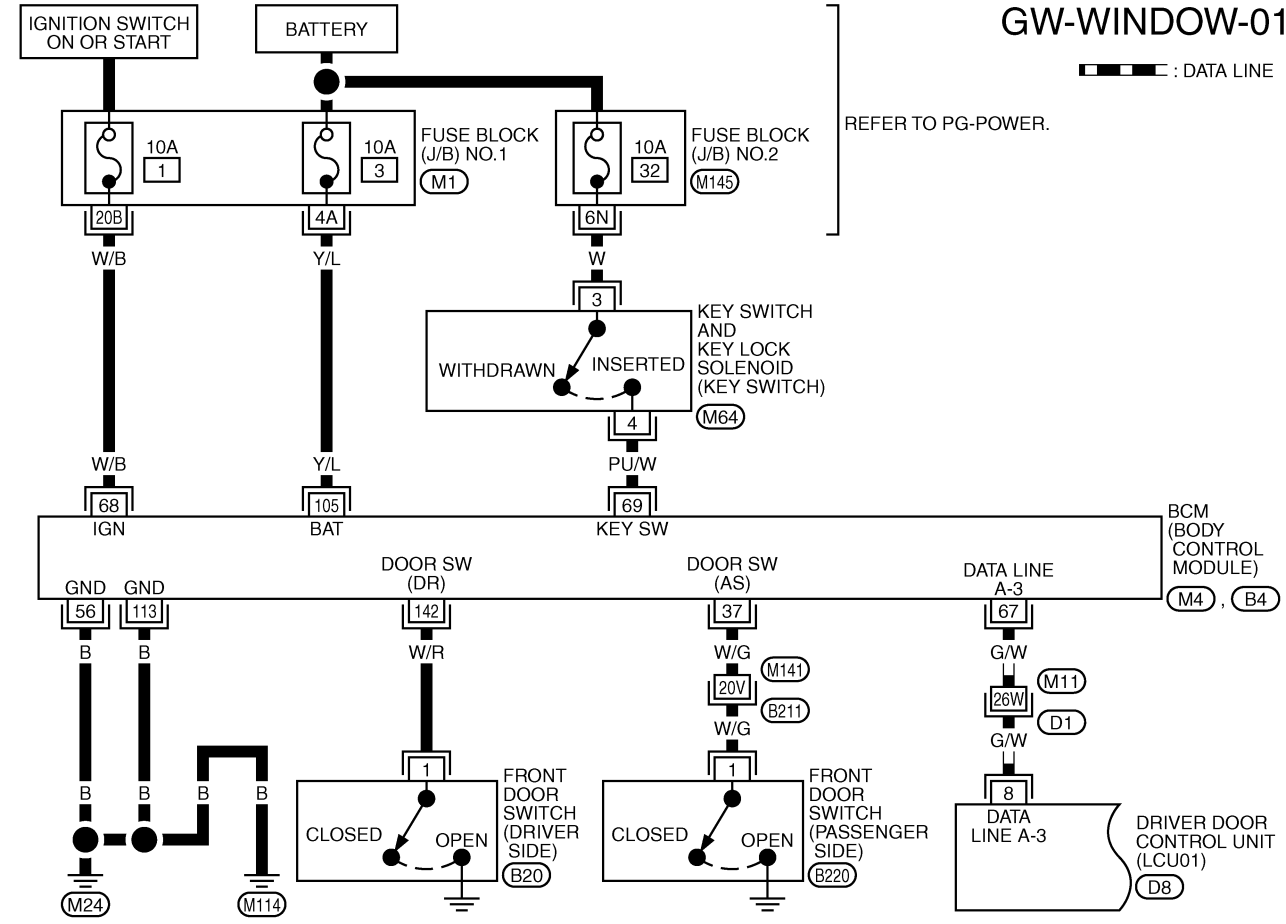 GW-WINDOW-01
: DATA LINE
IGNITION SWITCH
ON OR START
BATTERY
REFER TO PG-POWER.
10A
1
10A
3
FUSE BLOCK
(J/B) NO.1
M1
10A
32
FUSE BLOCK
(J/B) NO.2
M145
20B
4A
6N
W/B
Y/L
W
3
KEY SWITCH
AND
KEY LOCK
SOLENOID
(KEY SWITCH)
M64
WITHDRAWN
INSERTED
4
W/B
Y/L
PU/W
68
105
69
IGN
BAT
KEY SW
BCM
(BODY
CONTROL
MODULE)
M4 , B4
GND
GND
DOOR SW
(DR)
DOOR SW
(AS)
DATA LINE
A-3
56
113
142
37
67
B
B
W/R
W/G
G/W
M141
20V
B211
M11
26W
D1
W/G
G/W
B
B
B
B
1
1
8
CLOSED
OPEN
FRONT
DOOR
SWITCH
(DRIVER
SIDE)
B20
CLOSED
OPEN
FRONT
DOOR
SWITCH
(PASSENGER
SIDE)
B220
DATA
LINE A-3
DRIVER DOOR
CONTROL UNIT
(LCU01)
D8
M24
M114